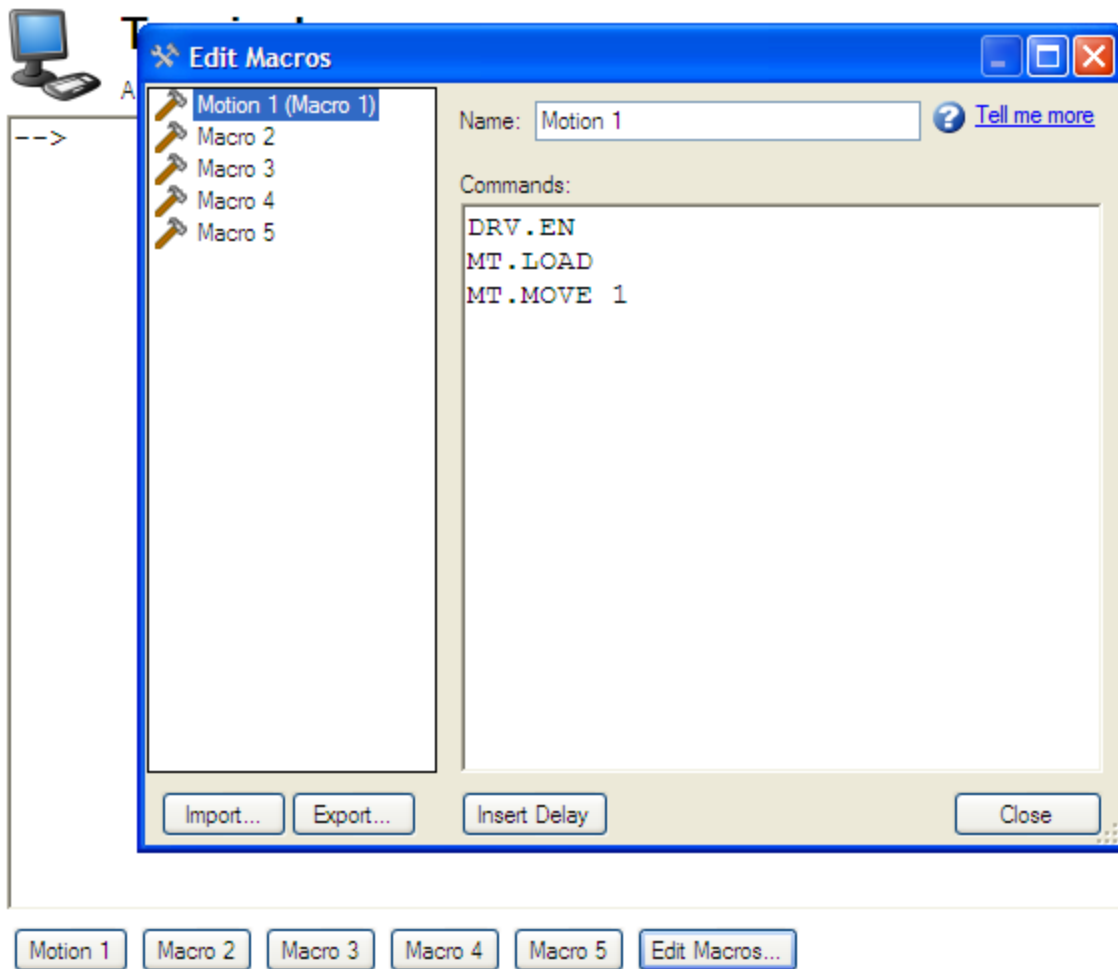 Edit Macros
A
-->
Motion 1 (Macro 1)
Macro 2
Macro 3
Macro 4
Macro 5
Name: Motion 1
Tell me more
Commands:
DRV.EN
MT.LOAD
MT.MOVE 1
Import... Export... Insert Delay Close
Motion 1 Macro 2 Macro 3 Macro 4 Macro 5 Edit Macros...